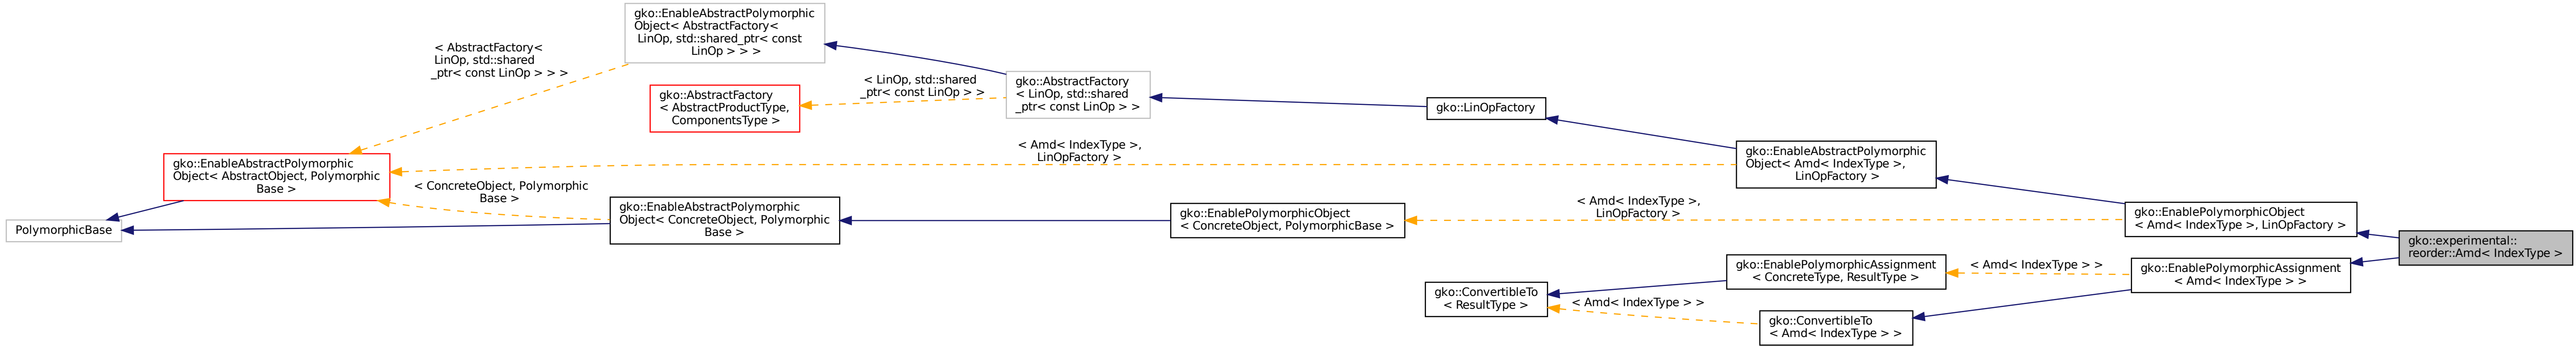 gko::EnableAbstractPolymorphic
Object< AbstractFactory<
LinOp, std::shared_ptr< const
LinOp > > >
< AbstractFactory<
LinOp, std::shared
_ptr< const LinOp > > >
gko::AbstractFactory
< AbstractProductType,
ComponentsType >
< LinOp, std::shared
_ptr< const LinOp > >
gko::AbstractFactory
< LinOp, std::shared
_ptr< const LinOp > >
gko::LinOpFactory
gko::EnableAbstractPolymorphic
Object< AbstractObject, Polymorphic
Base >
< Amd< IndexType >,
LinOpFactory >
gko::EnableAbstractPolymorphic
Object< Amd< IndexType >,
LinOpFactory >
< ConcreteObject, Polymorphic
Base >
PolymorphicBase
gko::EnableAbstractPolymorphic
Object< ConcreteObject, Polymorphic
Base >
gko::EnablePolymorphicObject
< ConcreteObject, PolymorphicBase >
< Amd< IndexType >,
LinOpFactory >
gko::EnablePolymorphicObject
< Amd< IndexType >, LinOpFactory >
gko::experimental::
reorder::Amd< IndexType >
gko::EnablePolymorphicAssignment
< ConcreteType, ResultType >
< Amd< IndexType > >
gko::EnablePolymorphicAssignment
< Amd< IndexType > >
gko::ConvertibleTo
< ResultType >
< Amd< IndexType > >
gko::ConvertibleTo
< Amd< IndexType > >